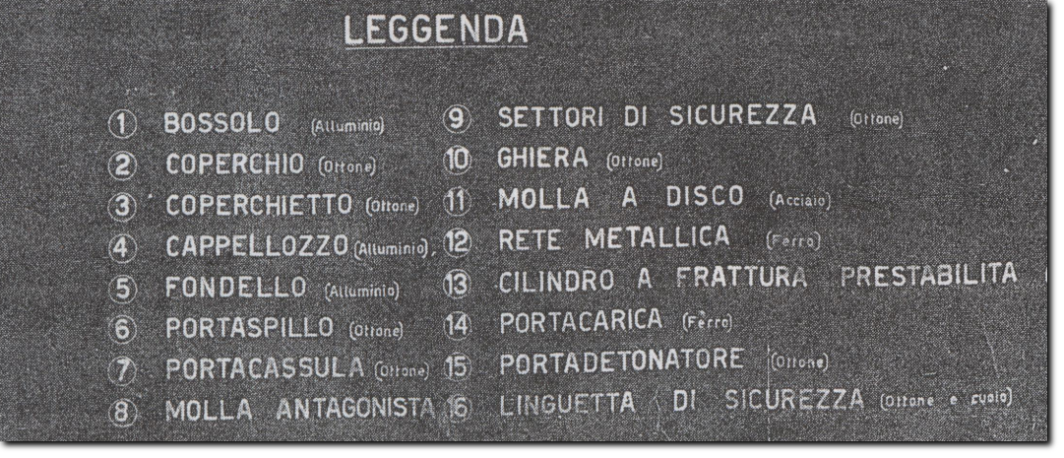 LEGGENDA
1 BOSSOLO (Alluminio)
2 COPERCHIO (Ottone)
3 COPERCHIETTO (Ottone)
4 CAPPELLOZZO (Alluminio)
5 FONDELLO (Alluminio)
6 PORTASPILLO (Ottone)
7 PORTACASSULA (Ottone)
8 MOLLA ANTAGONISTA
9 SETTORI DI SICUREZZA (Ottone)
10 GHIERA (Ottone)
11 MOLLA A DISCO (Acciaio)
12 RETE METALLICA (Ferro)
13 CILINDRO A FRATTURA PRESTABILITA
14 PORTACARICA (Ferro)
15 PORTADETONATORE (Ottone)
16 LINGUETTA DI SICUREZZA (Ottone e cuoio)